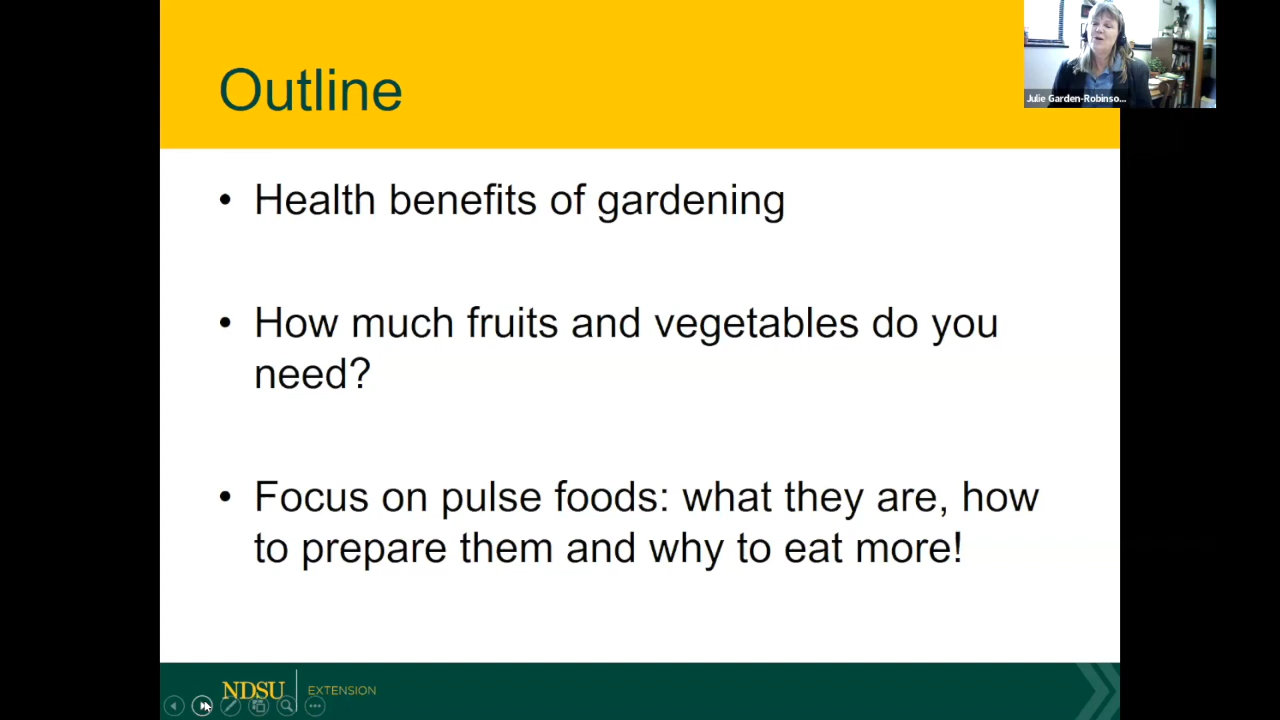 Outline
Julie Garden-Robinso...
• Health benefits of gardening
• How much fruits and vegetables do you
need?
• Focus on pulse foods: what they are, how
to prepare them and why to eat more!
NDSU EXTENSION